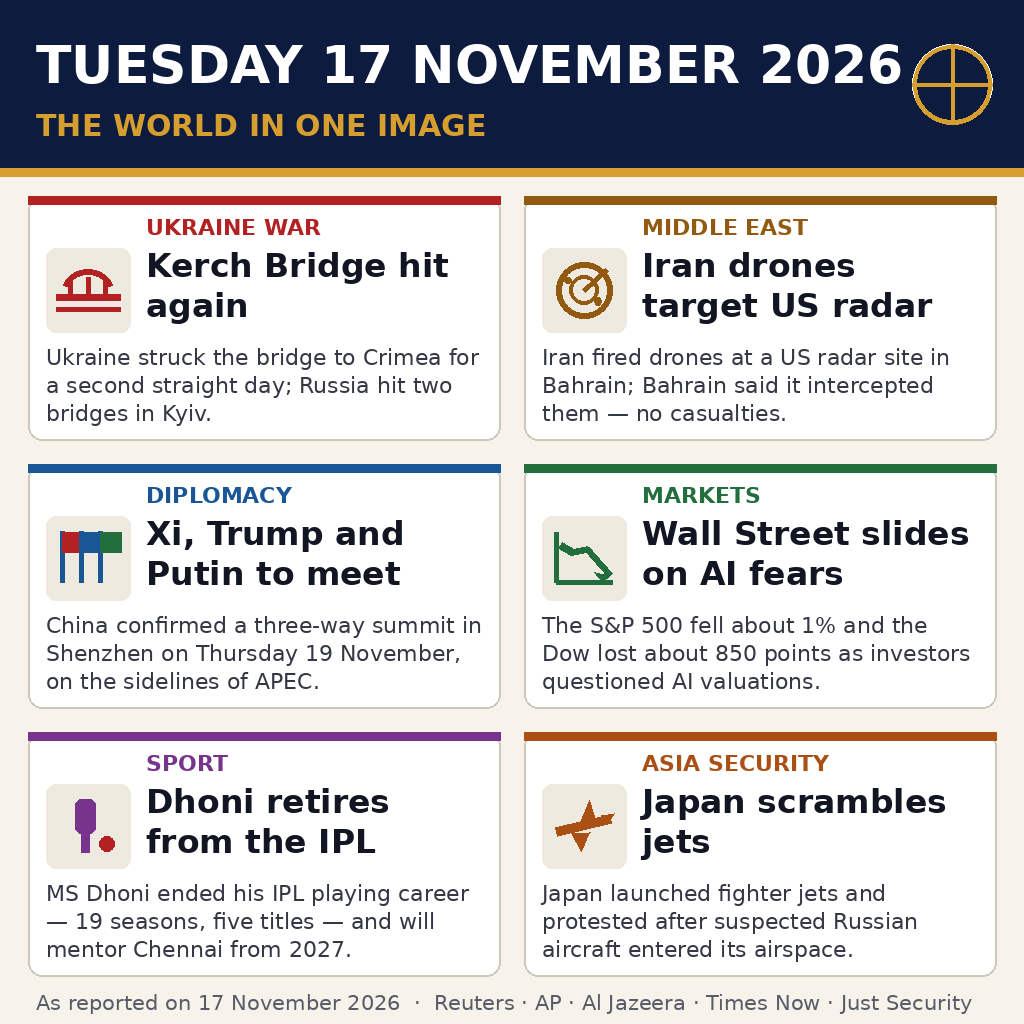 TUESDAY 17 NOVEMBER 2026
THE WORLD IN ONE IMAGE
UKRAINE WAR
Kerch Bridge hit
again
Ukraine struck the bridge to Crimea for
a second straight day; Russia hit two
bridges in Kyiv.
MIDDLE EAST
Iran drones
target US radar
Iran fired drones at a US radar site in
Bahrain; Bahrain said it intercepted
them — no casualties.
DIPLOMACY
Xi, Trump and
Putin to meet
China confirmed a three-way summit in
Shenzhen on Thursday 19 November,
on the sidelines of APEC.
MARKETS
Wall Street slides
on AI fears
The S&P 500 fell about 1% and the
Dow lost about 850 points as investors
questioned AI valuations.
SPORT
Dhoni retires
from the IPL
MS Dhoni ended his IPL playing career
— 19 seasons, five titles — and will
mentor Chennai from 2027.
ASIA SECURITY
Japan scrambles
jets
Japan launched fighter jets and
protested after suspected Russian
aircraft entered its airspace.
As reported on 17 November 2026 · Reuters · AP · Al Jazeera · Times Now · Just Security